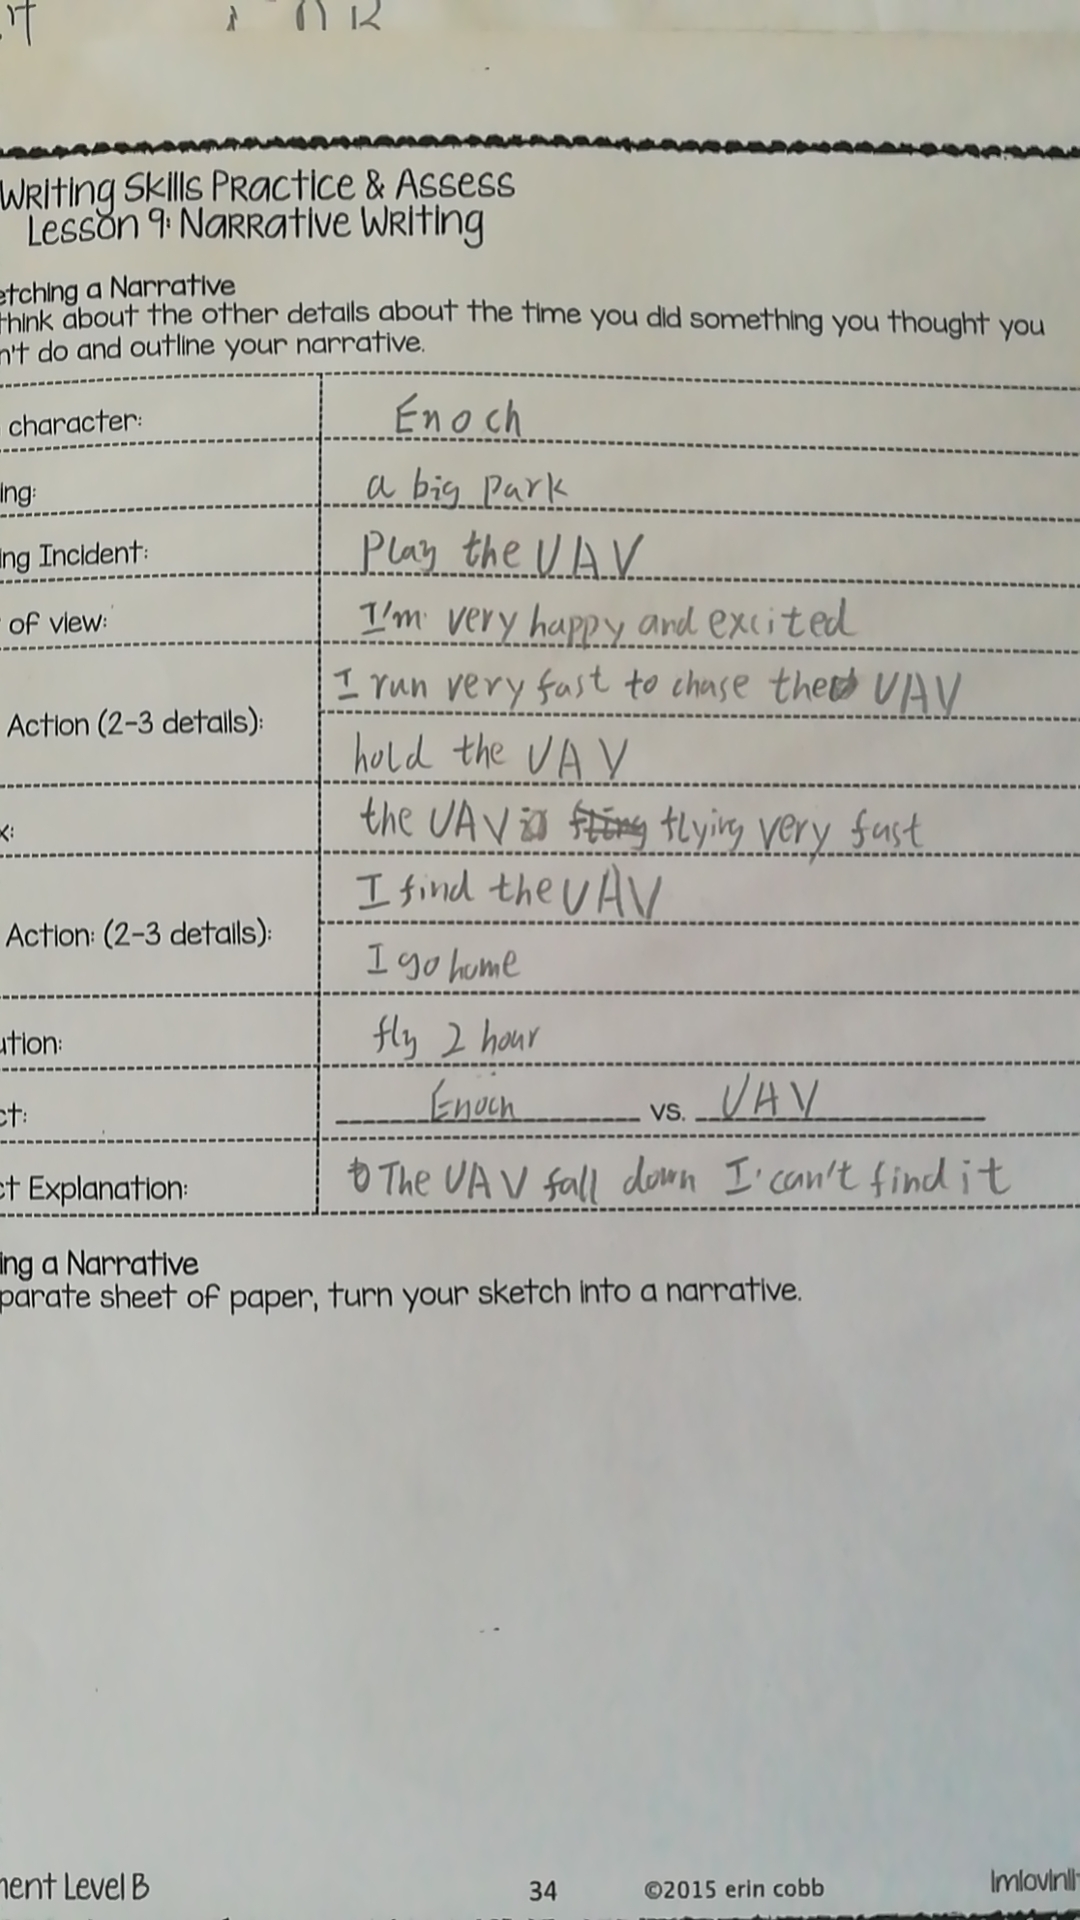 Writing Skills Practice & Assess
Lesson 9: Narrative Writing
etching a Narrative
think about the other details about the time you did something you thought you
n't do and outline your narrative.
character: Enoch
ing: a big park
ing Incident: Play the UAV
of view: I'm very happy and excited
I run very fast to chase the UAV
Action (2-3 details):
hold the UAV
x: the UAV is flying very fast
I find the UAV
Action: (2-3 details):
I go home
ution: fly 2 hour
ct: Enoch vs. UAV
ct Explanation: The UAV fall down I can't find it
ing a Narrative
parate sheet of paper, turn your sketch into a narrative.
ment Level B 34 ©2015 erin cobb Imlovinlit